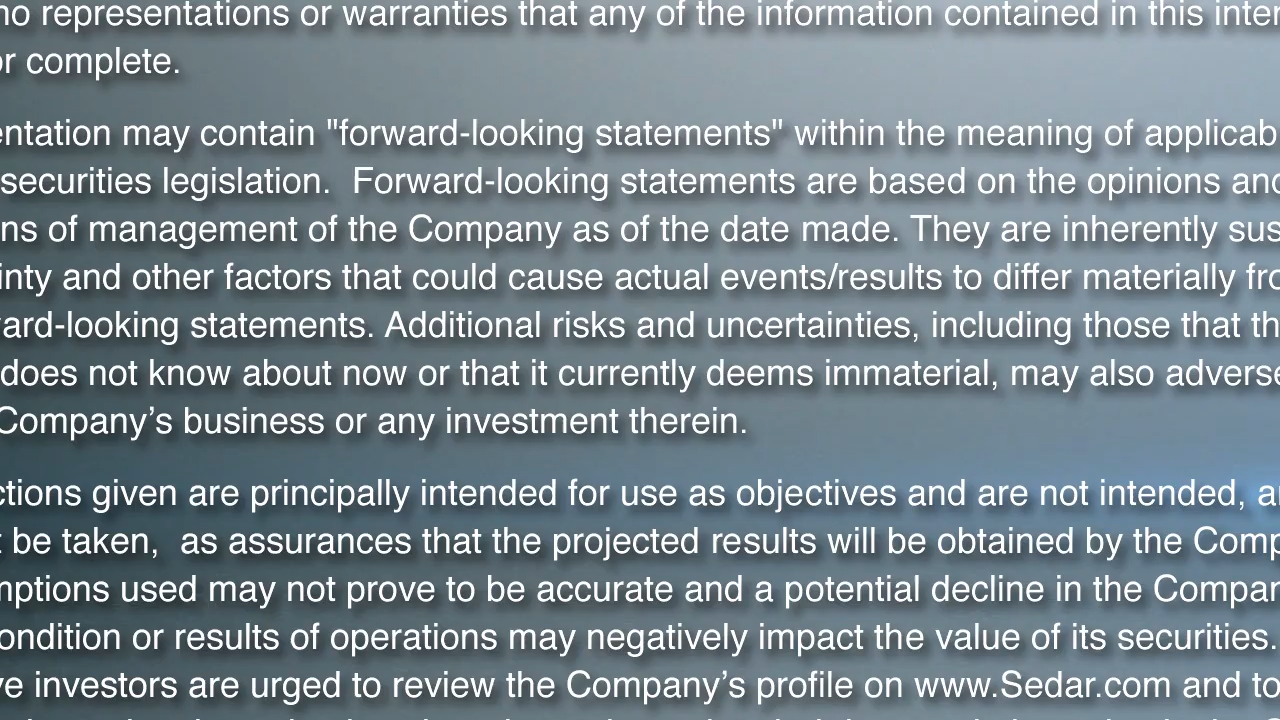 no representations or warranties that any of the information contained in this inter
or complete.
entation may contain "forward-looking statements" within the meaning of applicab
securities legislation.  Forward-looking statements are based on the opinions and
ns of management of the Company as of the date made. They are inherently sus
inty and other factors that could cause actual events/results to differ materially fro
ard-looking statements. Additional risks and uncertainties, including those that th
does not know about now or that it currently deems immaterial, may also adverse
Company’s business or any investment therein.
ctions given are principally intended for use as objectives and are not intended, a
t be taken,  as assurances that the projected results will be obtained by the Comp
mptions used may not prove to be accurate and a potential decline in the Compan
ondition or results of operations may negatively impact the value of its securities.
ve investors are urged to review the Company’s profile on www.Sedar.com and to